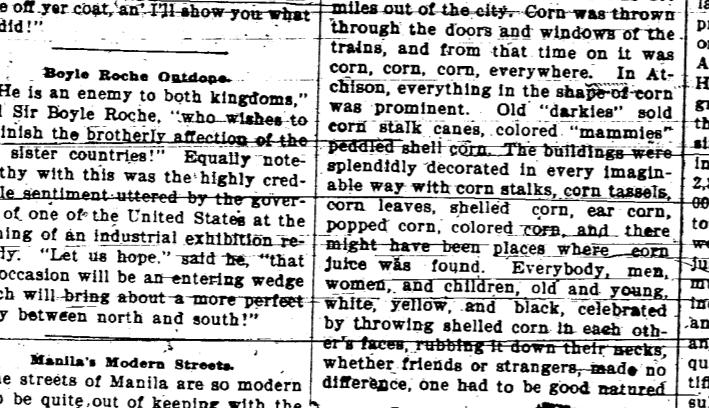 e off yer coat, an' I'll show you what
did!"
Boyle Roche Outdone.
He is an enemy to both kingdoms,"
Sir Boyle Roche, "who wishes to
inish the brotherly affection of the
sister countries!" Equally note-
thy with this was the highly cred-
le sentiment uttered by the gover-
of one of the United States at the
ning of an industrial exhibition re-
ly. "Let us hope," said he, "that
occasion will be an entering wedge
ch will bring about a more perfect
y between north and south!"
Manila's Modern Streets.
e streets of Manila are so modern
o be quite out of keeping with the
miles out of the city. Corn was thrown
through the doors and windows of the
trains, and from that time on it was
corn, corn, corn, everywhere. In At-
chison, everything in the shape of corn
was prominent. Old "darkies" sold
corn stalk canes, colored "mammies"
peddled shell corn. The buildings were
splendidly decorated in every imagin-
able way with corn stalks, corn tassels,
corn leaves, shelled corn, ear corn,
popped corn, colored corn, and there
might have been places where corn
juice was found. Everybody, men,
women, and children, old and young,
white, yellow, and black, celebrated
by throwing shelled corn in each oth-
er's faces, rubbing it down their necks,
whether friends or strangers, made no
difference, one had to be good natured